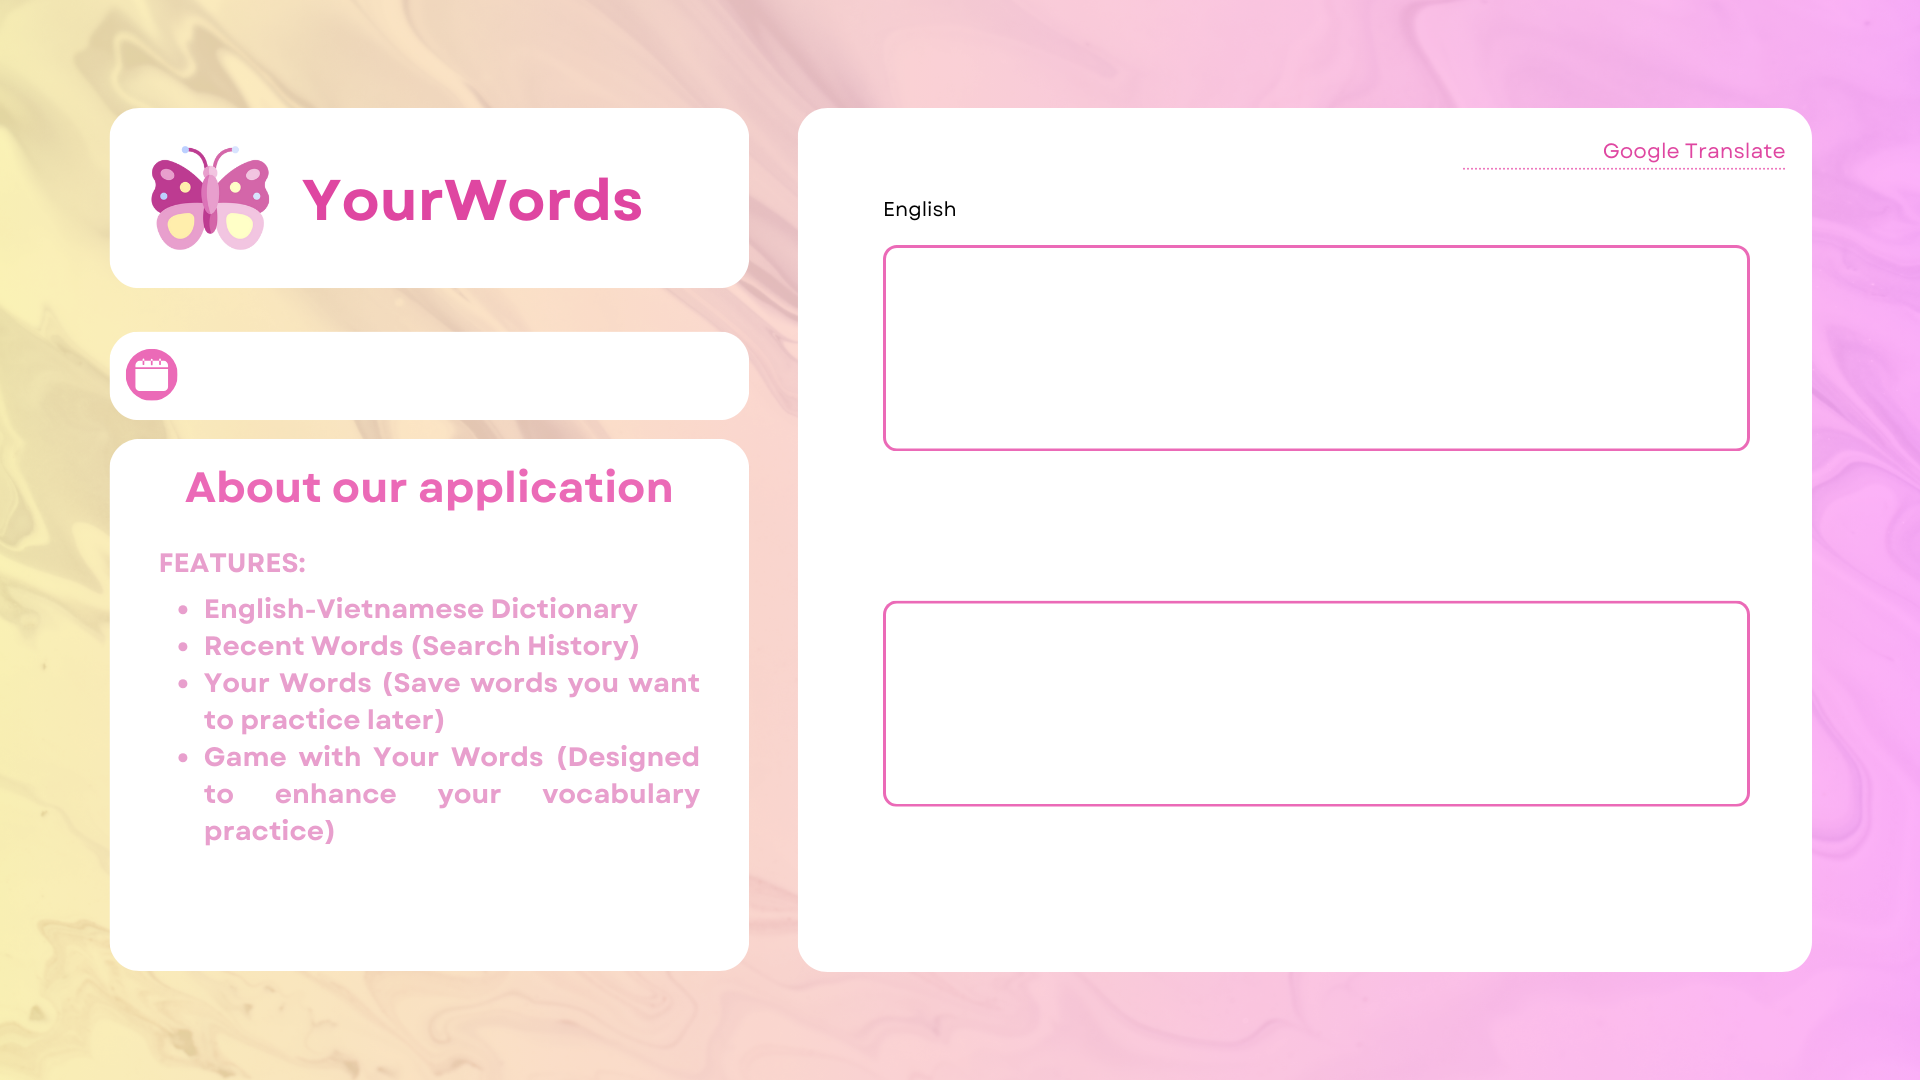 YourWords
About our application
FEATURES:
• English-Vietnamese Dictionary
• Recent Words (Search History)
• Your Words (Save words you want
to practice later)
• Game with Your Words (Designed
to enhance your vocabulary
practice)
Google Translate
English